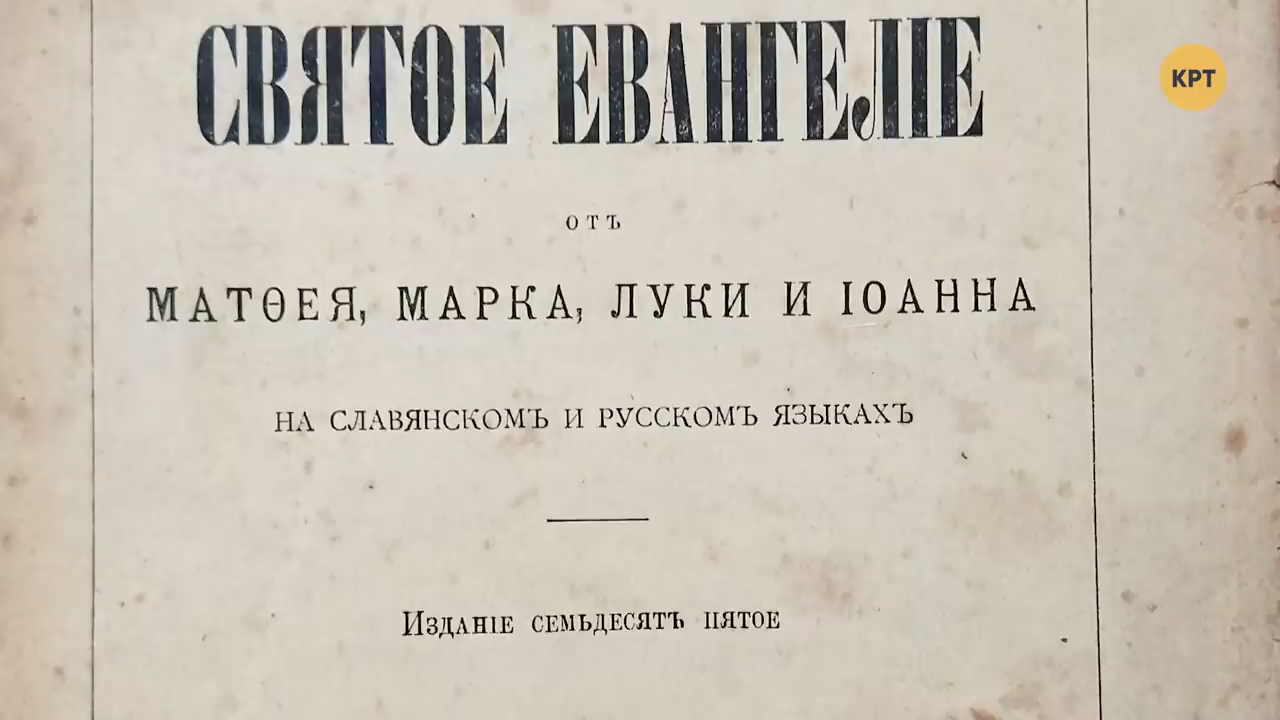 СВЯТОЕ ЕВАНГЕЛІЕ
КРТ
ОТЪ
МАТѲЕЯ, МАРКА, ЛУКИ И ІОАННА
НА СЛАВЯНСКОМЪ И РУССКОМЪ ЯЗЫКАХЪ
Изданіе семьдесятъ пятое